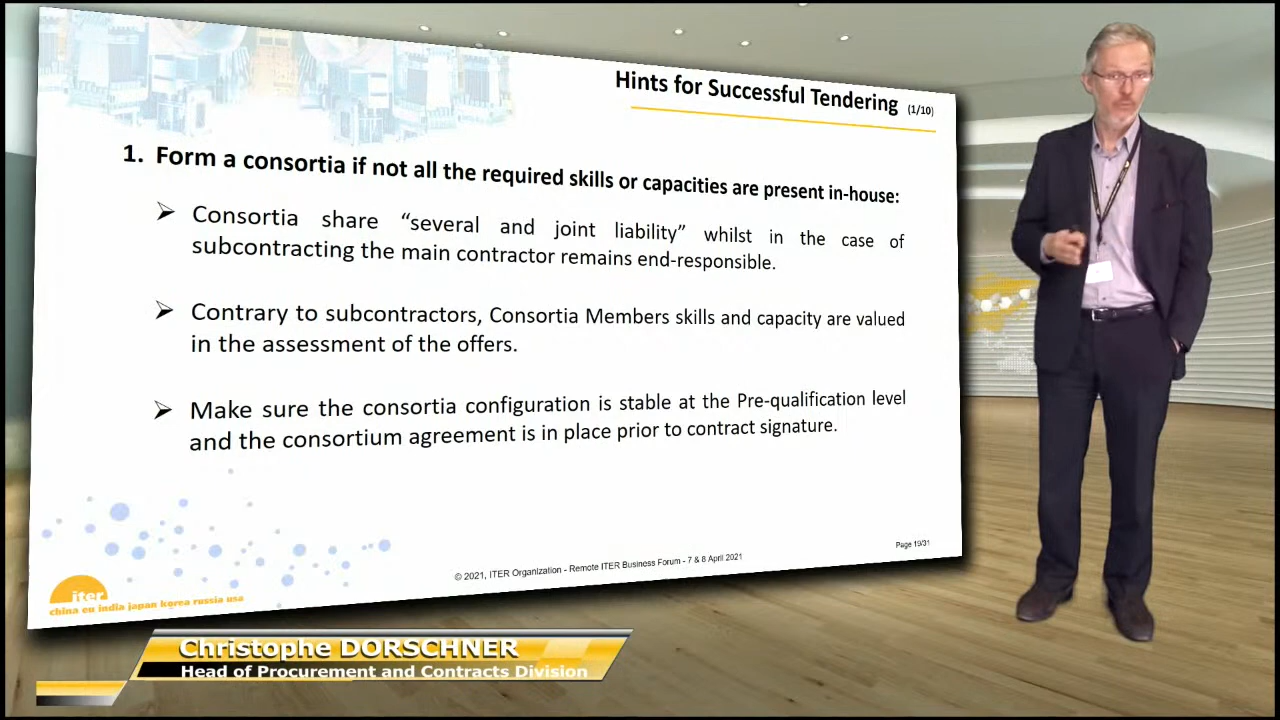 Hints for Successful Tendering (1/10)
1. Form a consortia if not all the required skills or capacities are present in-house:
➢ Consortia share “several and joint liability” whilst in the case of
subcontracting the main contractor remains end-responsible.
➢ Contrary to subcontractors, Consortia Members skills and capacity are valued
in the assessment of the offers.
➢ Make sure the consortia configuration is stable at the Pre-qualification level
and the consortium agreement is in place prior to contract signature.
Page 19/31
© 2021, ITER Organization - Remote ITER Business Forum - 7 & 8 April 2021
iter
china eu india japan korea russia usa
Christophe DORSCHNER
Head of Procurement and Contracts Division